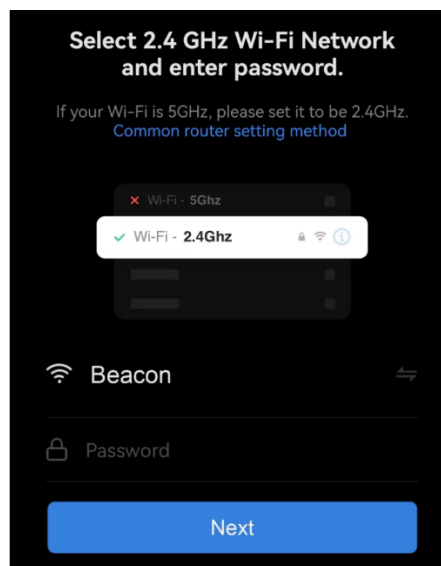 Select 2.4 GHz Wi-Fi Network
and enter password.
If your Wi-Fi is 5GHz, please set it to be 2.4GHz.
Common router setting method
Wi-Fi - 5Ghz
Wi-Fi - 2.4Ghz
Beacon
Password
Next